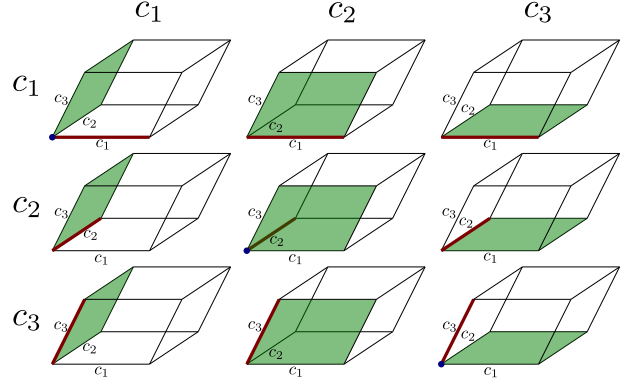 c₁ c₂ c₃
c₁ c₃ c₂ c₁ c₃ c₂ c₁ c₃ c₂ c₁
c₂ c₃ c₂ c₁ c₃ c₂ c₁ c₃ c₂ c₁
c₃ c₃ c₂ c₁ c₃ c₂ c₁ c₃ c₂ c₁